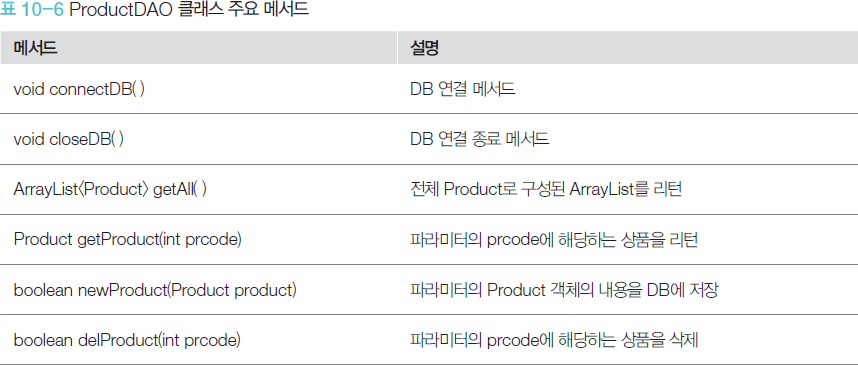 표 10-6 ProductDAO 클래스 주요 메서드
메서드 설명
void connectDB( ) DB 연결 메서드
void closeDB( ) DB 연결 종료 메서드
ArrayList〈Product〉 getAll( ) 전체 Product로 구성된 ArrayList를 리턴
Product getProduct(int prcode) 파라미터의 prcode에 해당하는 상품을 리턴
boolean newProduct(Product product) 파라미터의 Product 객체의 내용을 DB에 저장
boolean delProduct(int prcode) 파라미터의 prcode에 해당하는 상품을 삭제